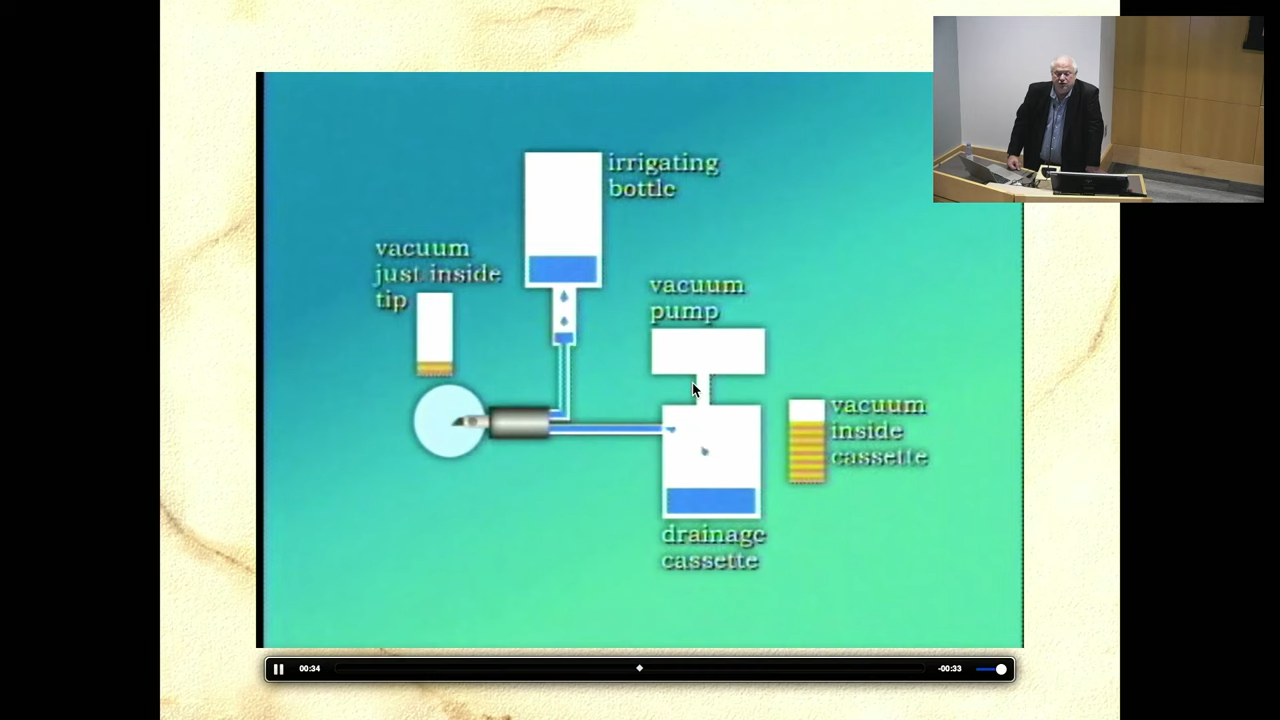 irrigating
bottle
vacuum
just inside
tip
vacuum
pump
vacuum
inside
cassette
drainage
cassette
00:34
-00:33